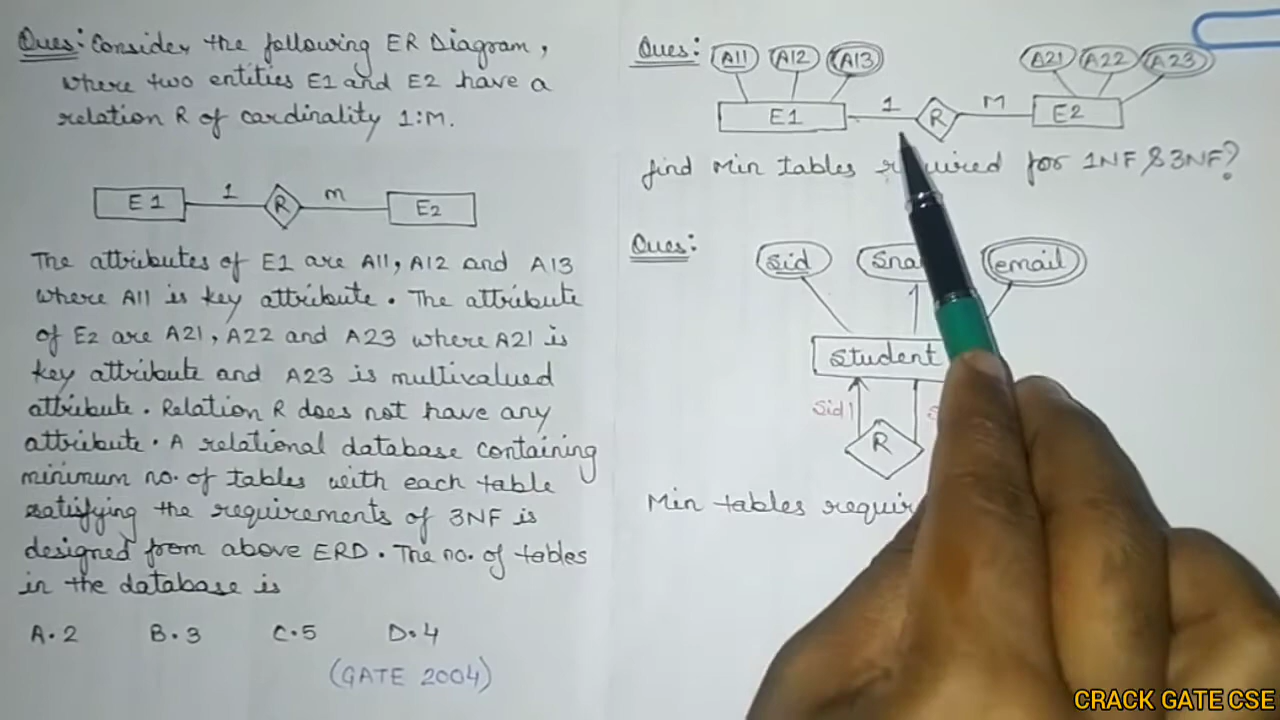 Ques: Consider the following ER Diagram,
where two entities E1 and E2 have a
relation R of cardinality 1:M.
E1 1 R m E2
The attributes of E1 are A11, A12 and A13
where A11 is key attribute. The attribute
of E2 are A21, A22 and A23 where A21 is
key attribute and A23 is multivalued
attribute. Relation R does not have any
attribute. A relational database containing
minimum no. of tables with each table
satisfying the requirements of 3NF is
designed from above ERD. The no. of tables
in the database is
A. 2 B. 3 C. 5 D. 4
(GATE 2004)
Ques: A11 A12 A13 A21 A22 A23
E1 1 R M E2
find Min tables required for 1NF & 3NF?
Ques: Sid email
Student
Sid1
R
Min tables
CRACK GATE CSE